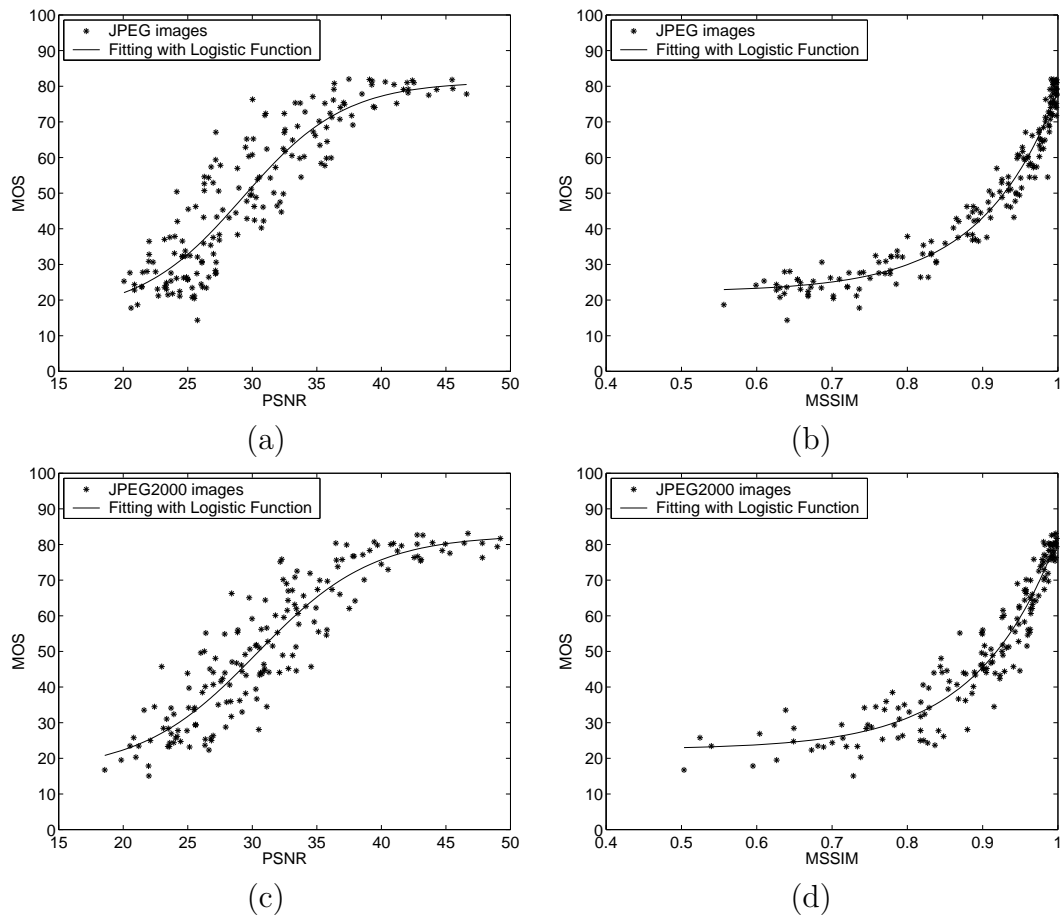 100
90
80
70
60
50
40
30
20
10
0
MOS
JPEG images
Fitting with Logistic Function
15 20 25 30 35 40 45 50
PSNR
(a)
100
90
80
70
60
50
40
30
20
10
0
MOS
JPEG images
Fitting with Logistic Function
0.4 0.5 0.6 0.7 0.8 0.9 1
MSSIM
(b)
100
90
80
70
60
50
40
30
20
10
0
MOS
JPEG2000 images
Fitting with Logistic Function
15 20 25 30 35 40 45 50
PSNR
(c)
100
90
80
70
60
50
40
30
20
10
0
MOS
JPEG2000 images
Fitting with Logistic Function
0.4 0.5 0.6 0.7 0.8 0.9 1
MSSIM
(d)